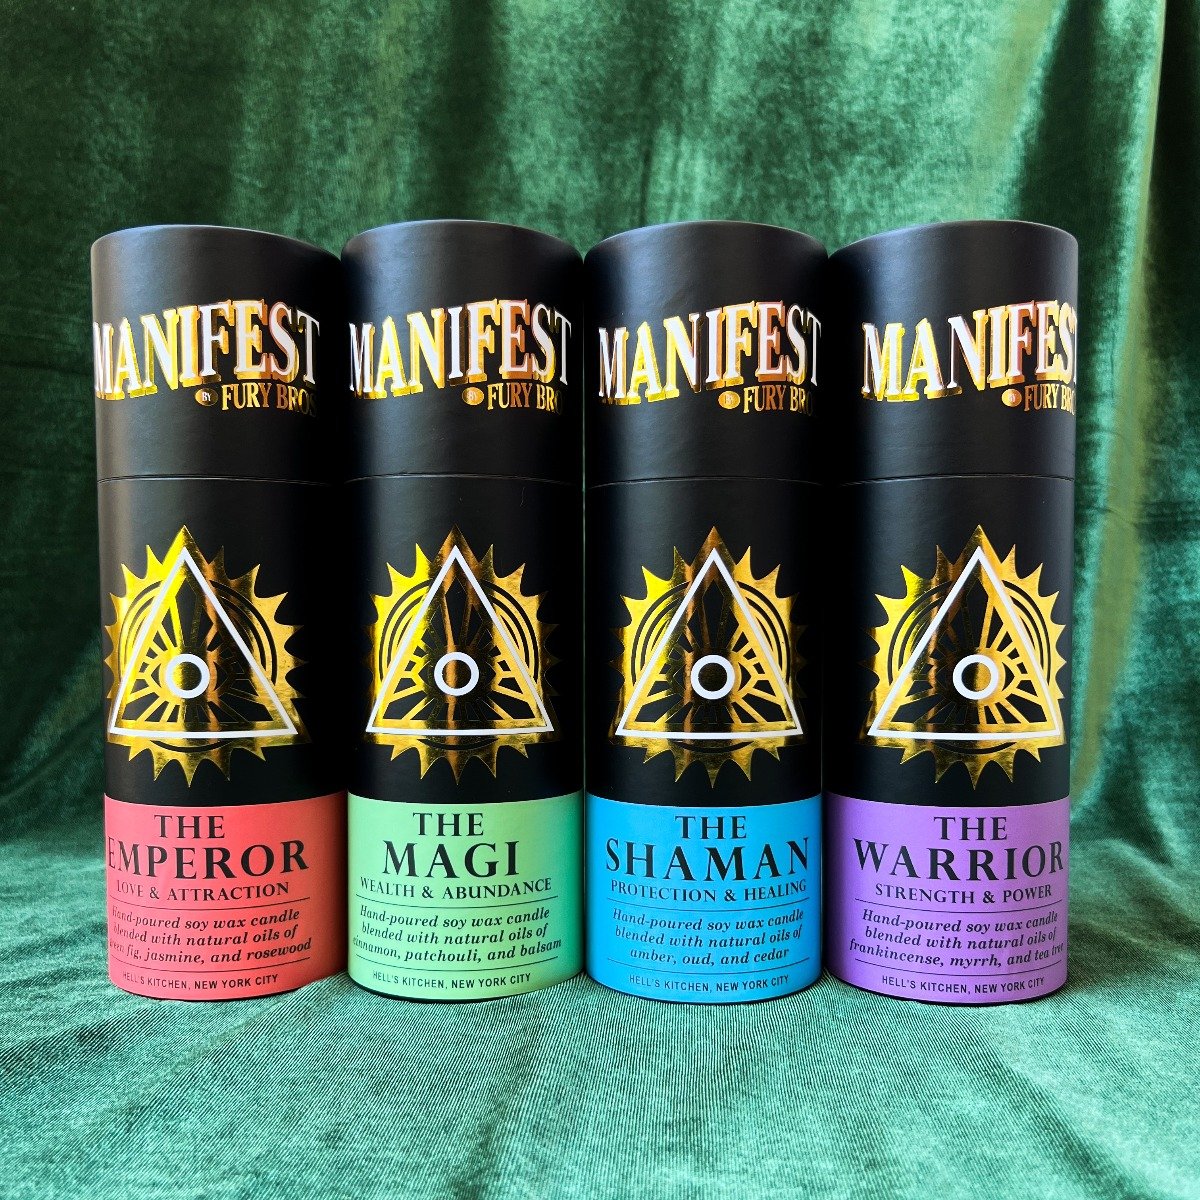 MANIFEST
BY FURY BROS
THE
EMPEROR
LOVE & ATTRACTION
Hand-poured soy wax candle
blended with natural oils of
fig, jasmine, and rosewood
HELL'S KITCHEN, NEW YORK CITY
MANIFEST
BY FURY BROS
THE
MAGI
WEALTH & ABUNDANCE
Hand-poured soy wax candle
blended with natural oils of
cinnamon, patchouli, and balsam
HELL'S KITCHEN, NEW YORK CITY
MANIFEST
BY FURY BROS
THE
SHAMAN
PROTECTION & HEALING
Hand-poured soy wax candle
blended with natural oils of
amber, oud, and cedar
HELL'S KITCHEN, NEW YORK CITY
MANIFEST
BY FURY BROS
THE
WARRIOR
STRENGTH & POWER
Hand-poured soy wax candle
blended with natural oils of
frankincense, myrrh, and tea tree
HELL'S KITCHEN, NEW YORK CITY